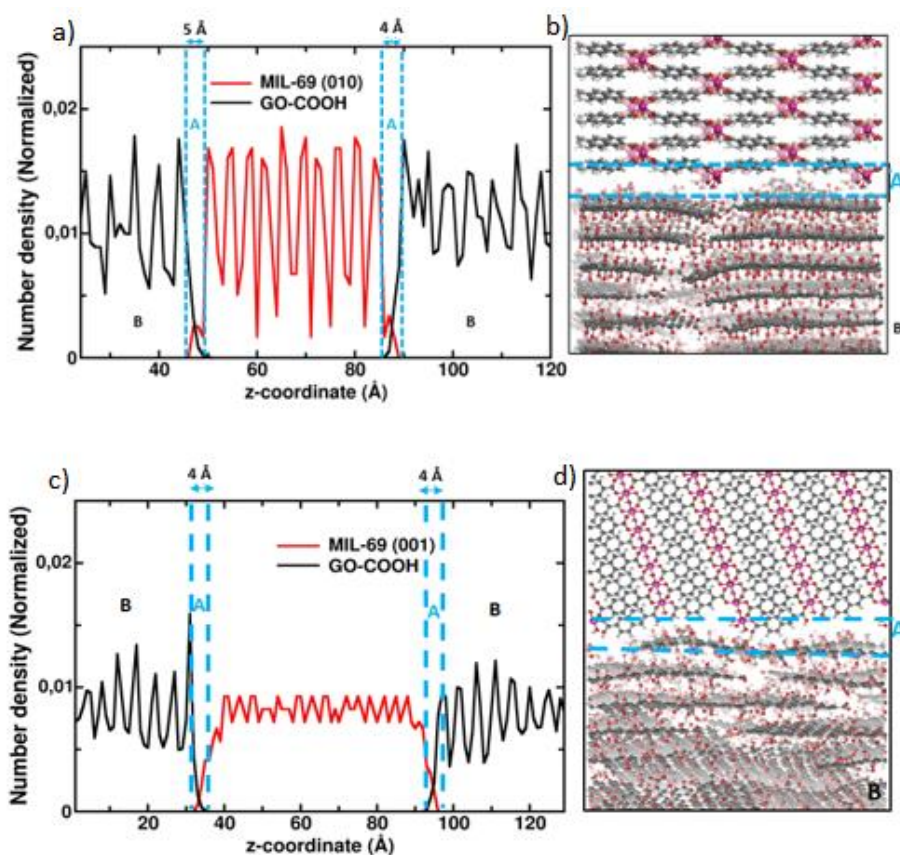 a)
5 Å
4 Å
b)
Number density (Normalized)
0,02
0,01
0
MIL-69 (010)
GO-COOH
A
A
B
B
40
60
80
100
120
z-coordinate (Å)
A
B
c)
4 Å
4 Å
d)
Number density (Normalized)
0,02
0,01
0
MIL-69 (001)
GO-COOH
B
A
A
B
20
40
60
80
100
120
z-coordinate (Å)
A
B